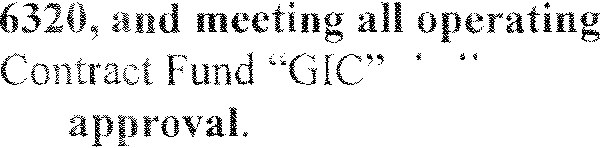 6320, and meeting all operating
Contract Fund “GIC”
approval.